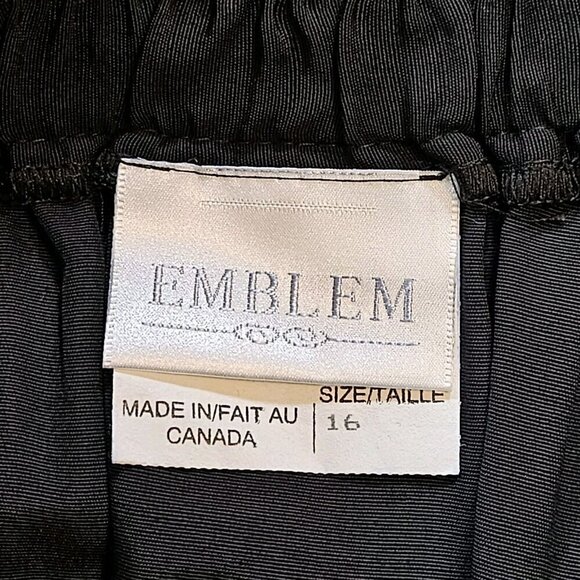 EMBLEM
SIZE/TAILLE
MADE IN/FAIT AU
CANADA
16